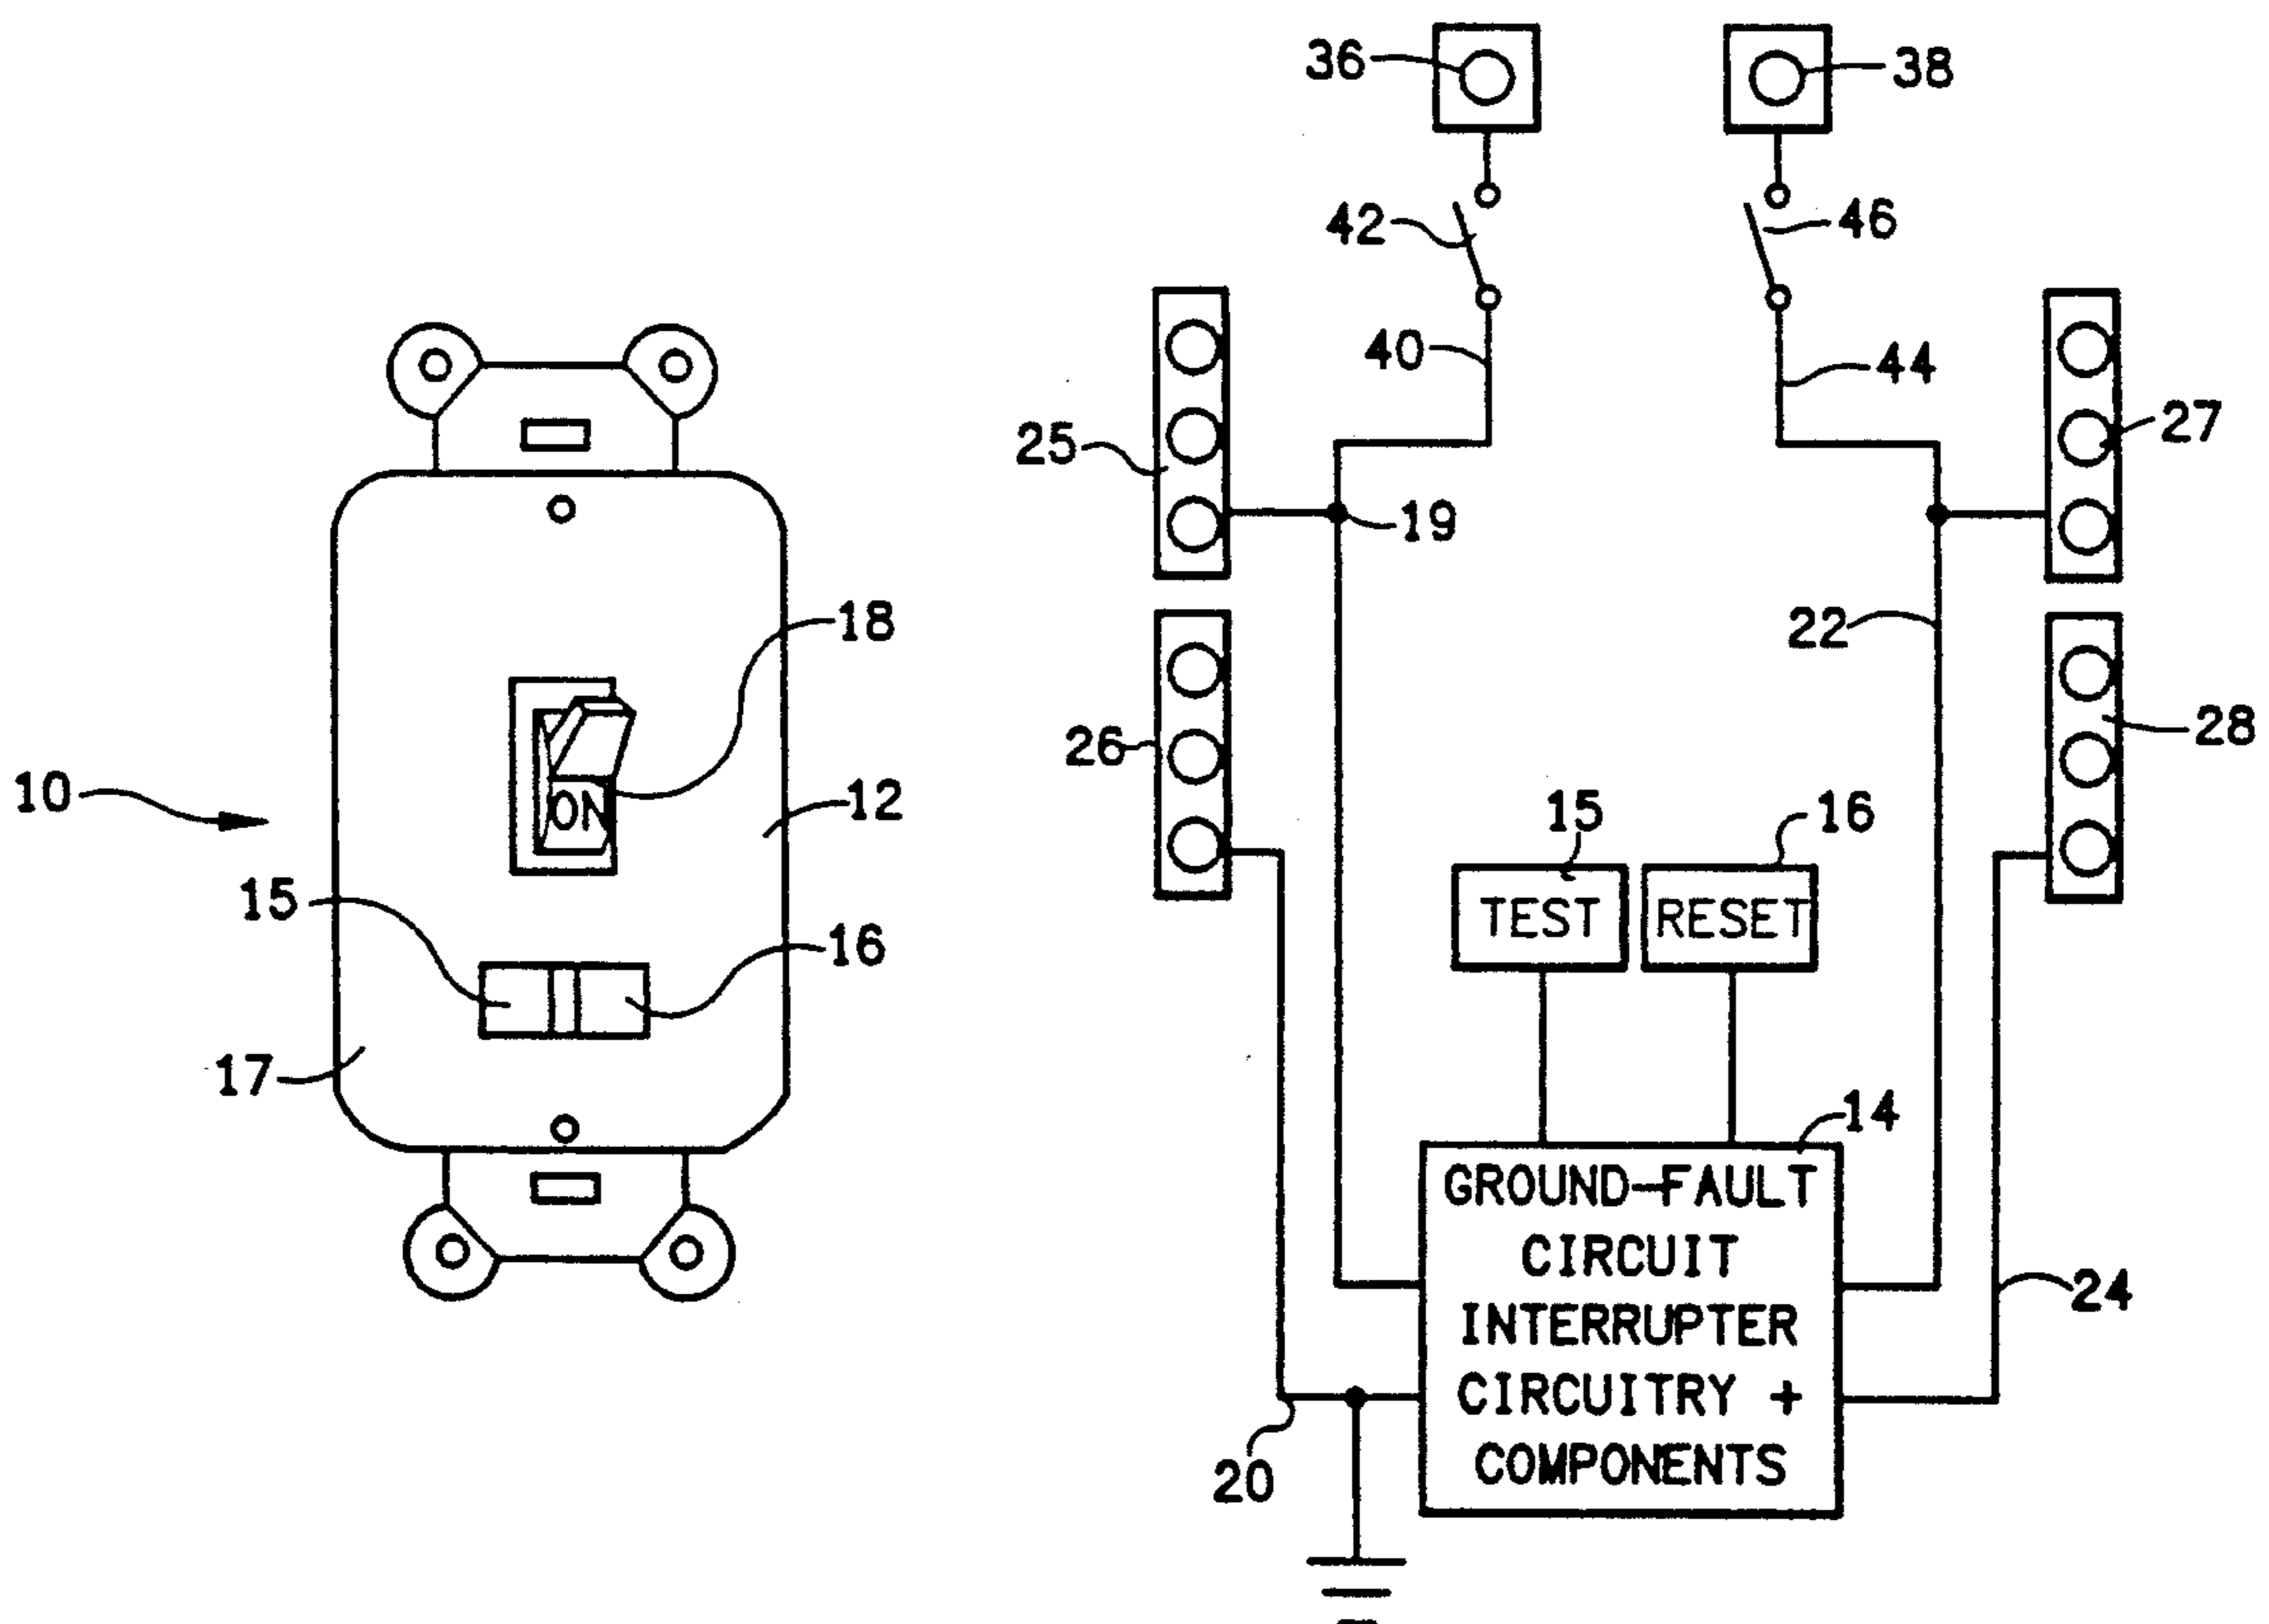 10
12
18
ON
15
16
17
36
38
42
46
40
44
25
27
19
22
26
28
15
16
TEST
RESET
14
GROUND-FAULT
CIRCUIT
INTERRUPTER
CIRCUITRY +
COMPONENTS
24
20